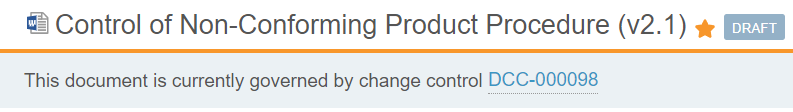 Control of Non-Conforming Product Procedure (v2.1) DRAFT
This document is currently governed by change control DCC-000098